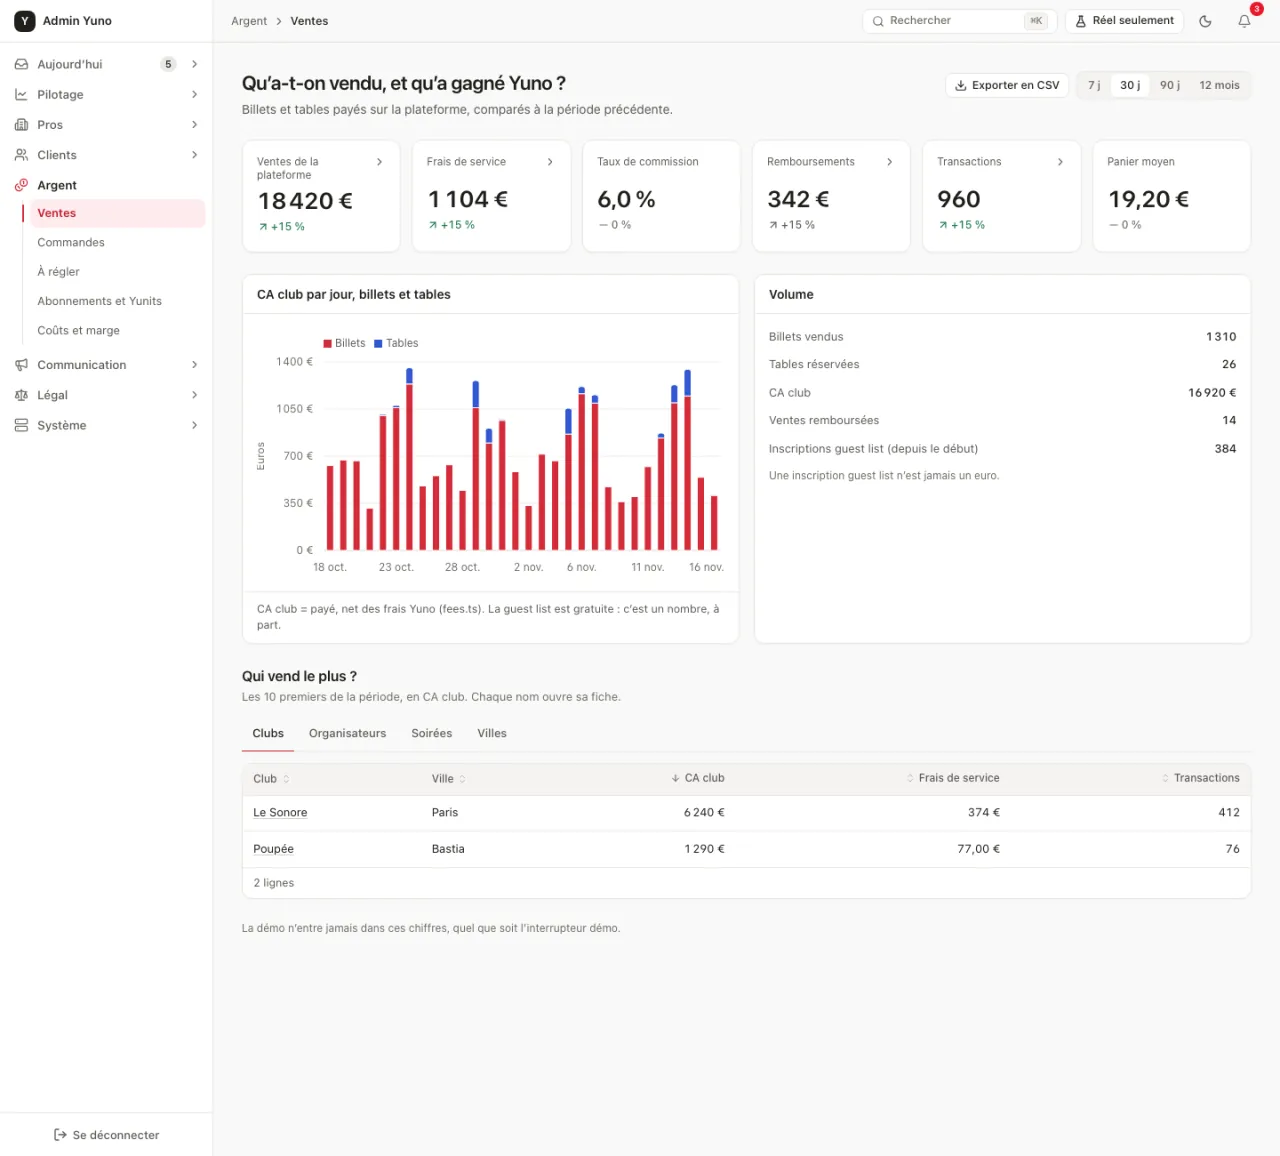 Y Admin Yuno
Argent > Ventes
Rechercher ⌘K
Réel seulement
3
Aujourd'hui 5
Pilotage
Pros
Clients
Argent
Ventes
Commandes
À régler
Abonnements et Yunits
Coûts et marge
Communication
Légal
Système
Se déconnecter
Qu'a-t-on vendu, et qu'a gagné Yuno ?
Billets et tables payés sur la plateforme, comparés à la période précédente.
Exporter en CSV
7 j 30 j 90 j 12 mois
Ventes de la
plateforme
18 420 €
+15 %
Frais de service
1 104 €
+15 %
Taux de commission
6,0 %
— 0 %
Remboursements
342 €
+15 %
Transactions
960
+15 %
Panier moyen
19,20 €
— 0 %
CA club par jour, billets et tables
Billets Tables
Euros
1400 €
1050 €
700 €
350 €
0 €
18 oct. 23 oct. 28 oct. 2 nov. 6 nov. 11 nov. 16 nov.
CA club = payé, net des frais Yuno (fees.ts). La guest list est gratuite : c'est un nombre, à
part.
Volume
Billets vendus 1 310
Tables réservées 26
CA club 16 920 €
Ventes remboursées 14
Inscriptions guest list (depuis le début) 384
Une inscription guest list n'est jamais un euro.
Qui vend le plus ?
Les 10 premiers de la période, en CA club. Chaque nom ouvre sa fiche.
Clubs Organisateurs Soirées Villes
Club Ville CA club Frais de service Transactions
Le Sonore Paris 6 240 € 374 € 412
Poupée Bastia 1 290 € 77,00 € 76
2 lignes
La démo n'entre jamais dans ces chiffres, quel que soit l'interrupteur démo.